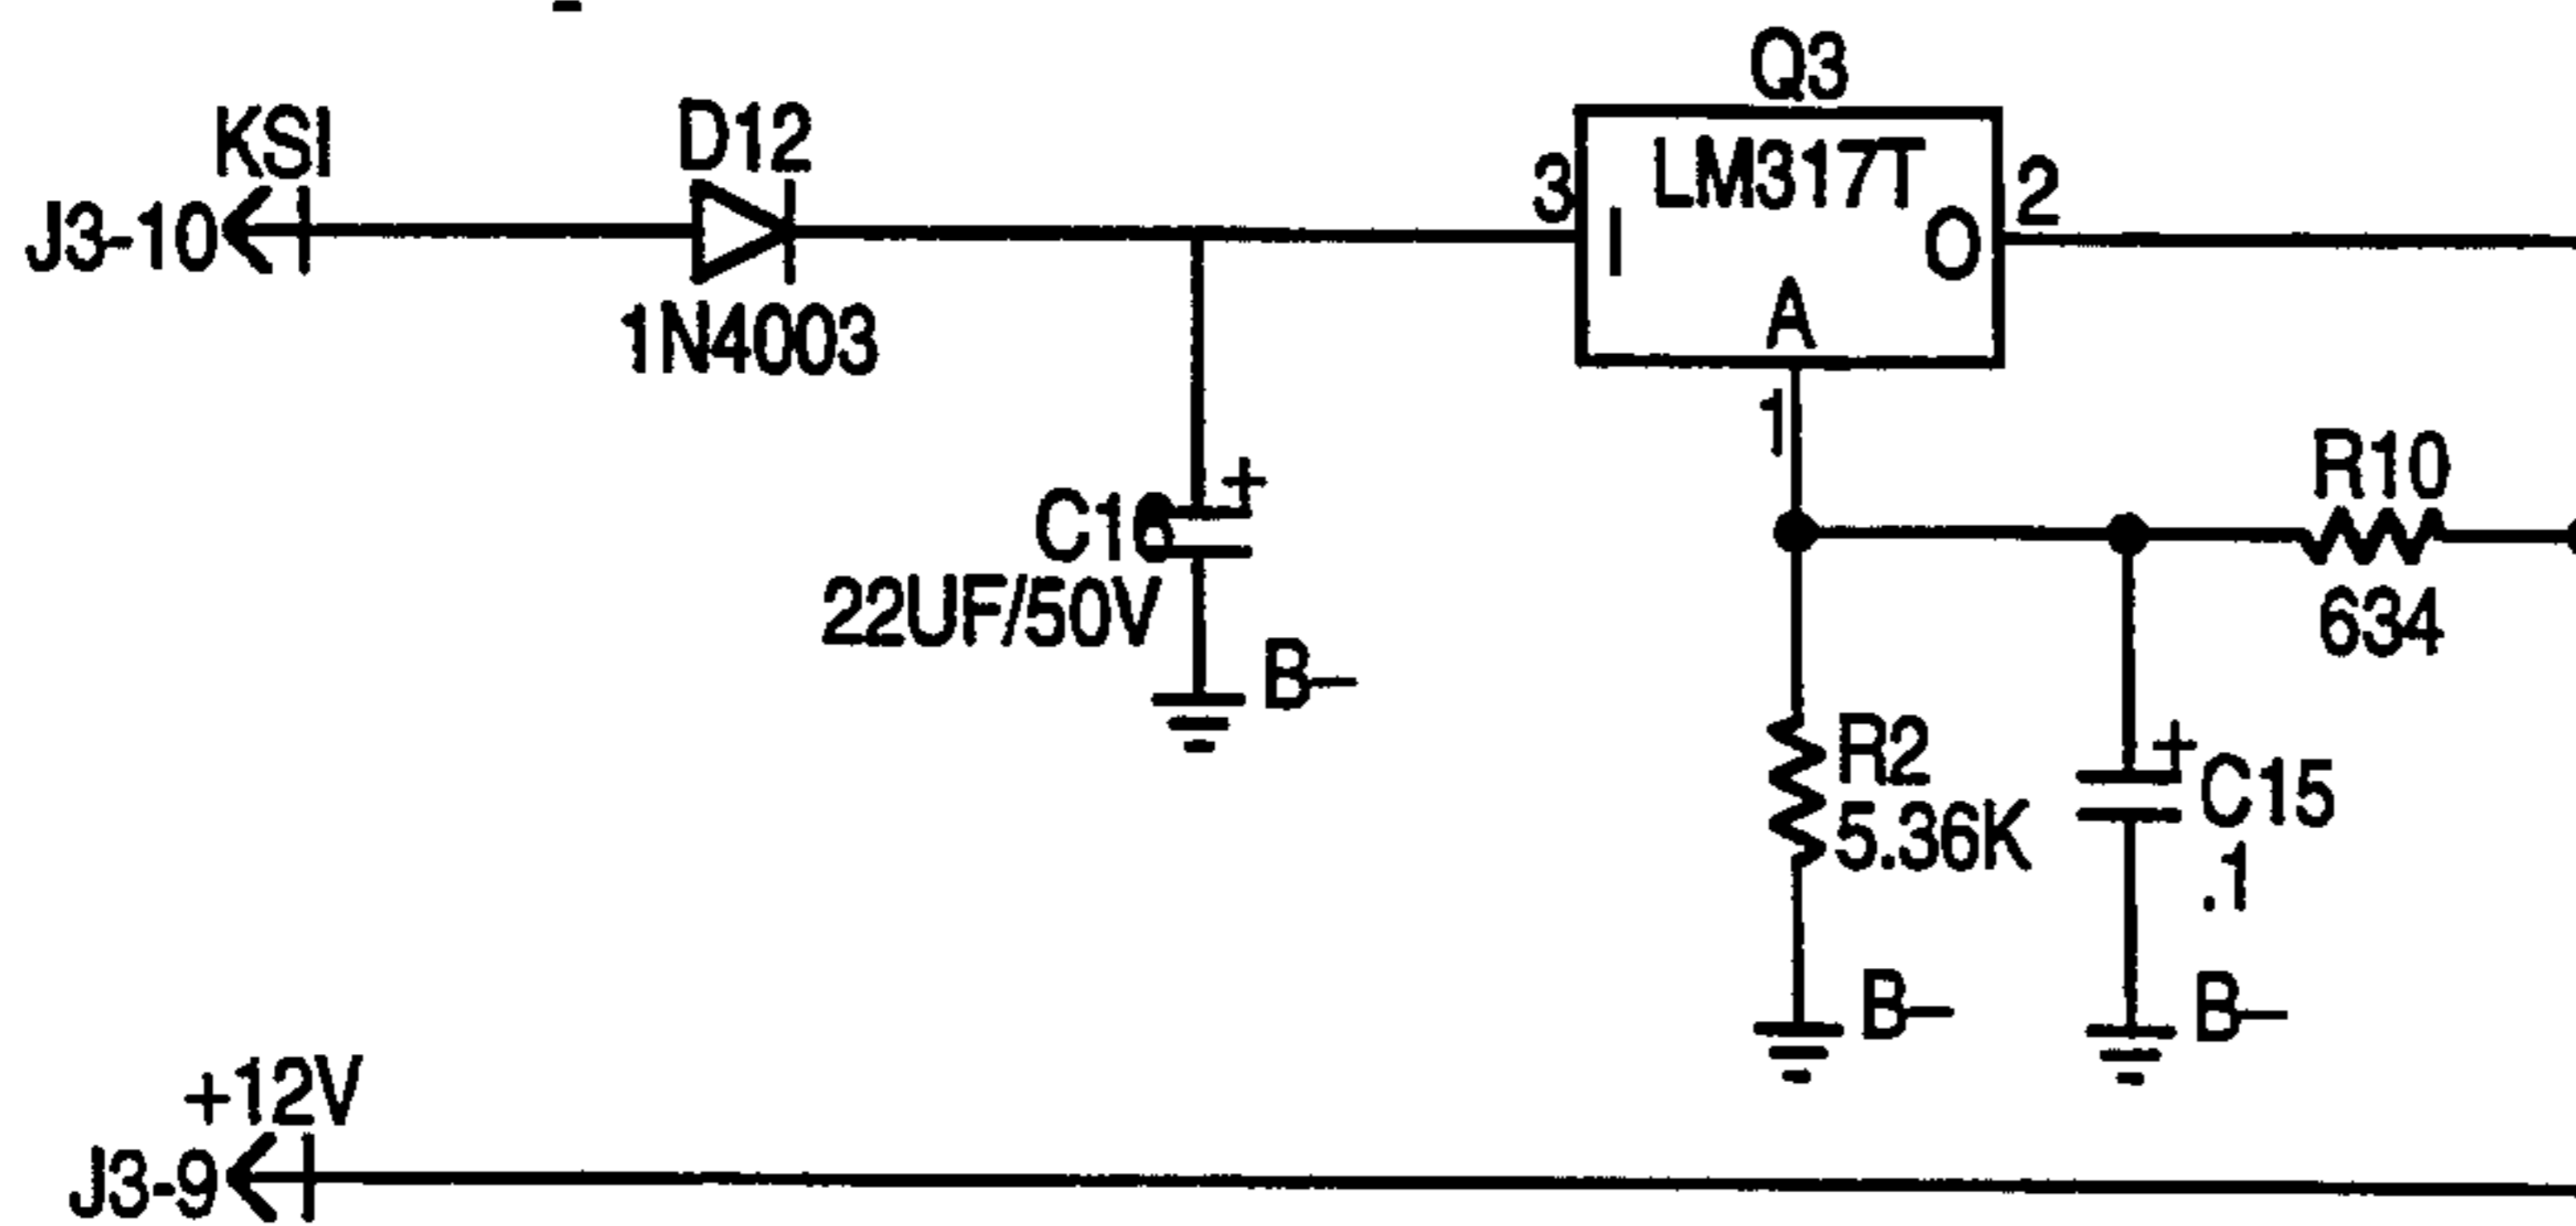 Q3
KSI
D12
LM317T
3
2
J3-10
I
O
1N4003
A
1
R10
C16
+
22UF/50V
634
B–
R2
+
5.36K
C15
.1
B–
B–
+12V
J3-9